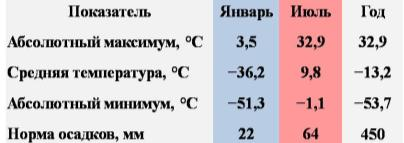 Показатель Январь Июль Год
Абсолютный максимум, °C 3,5 32,9 32,9
Средняя температура, °C −36,2 9,8 −13,2
Абсолютный минимум, °C −51,3 −1,1 −53,7
Норма осадков, мм 22 64 450